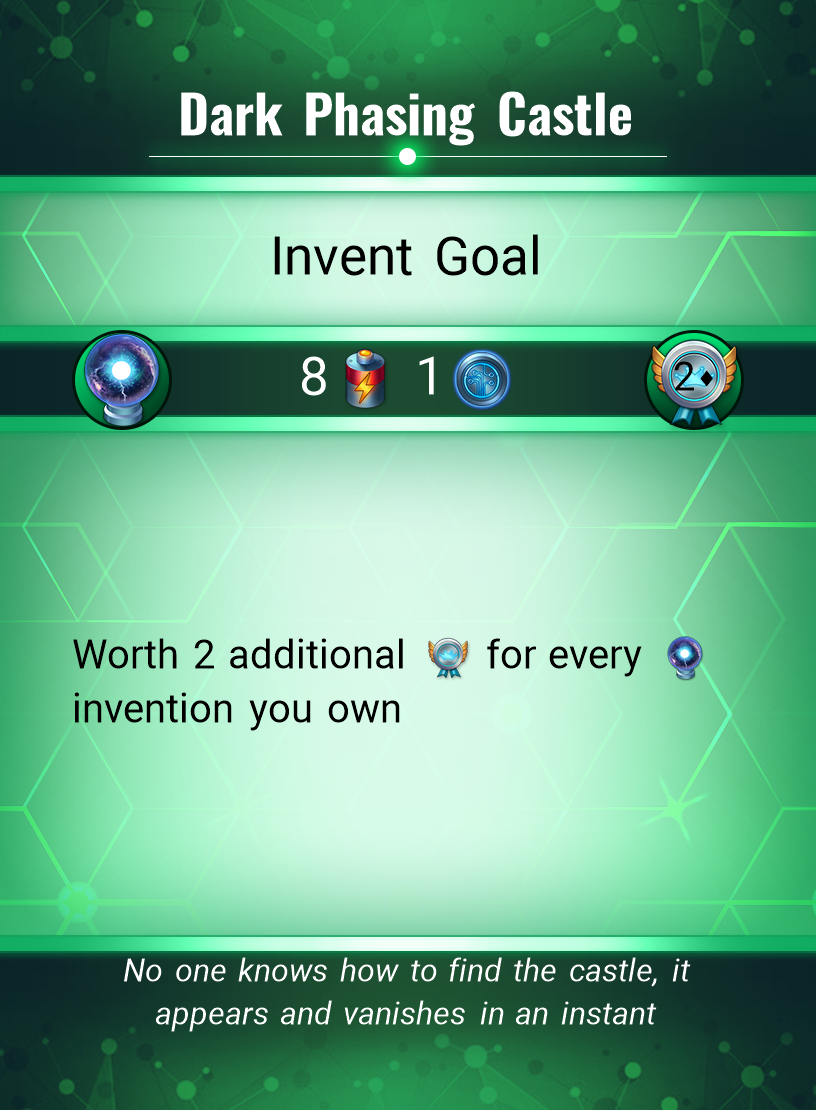 Dark Phasing Castle
Invent Goal
8 1 2♦
Worth 2 additional for every
invention you own
No one knows how to find the castle, it
appears and vanishes in an instant